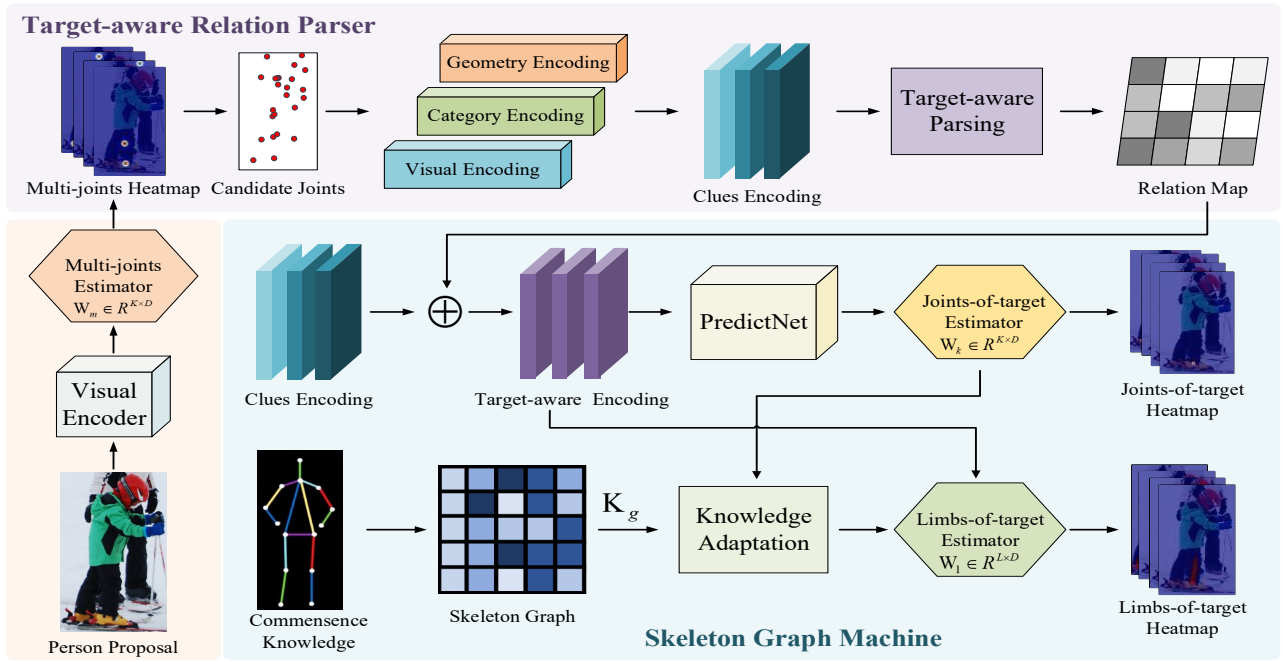 Target-aware Relation Parser
Geometry Encoding
Category Encoding
Visual Encoding
Target-aware
Parsing
Multi-joints Heatmap
Candidate Joints
Clues Encoding
Relation Map
Multi-joints
Estimator
W_m ∈ R^{K×D}
Visual
Encoder
Person Proposal
Clues Encoding
Target-aware Encoding
PredictNet
Joints-of-target
Estimator
W_k ∈ R^{K×D}
Joints-of-target
Heatmap
Commensence
Knowledge
Skeleton Graph
K_g
Knowledge
Adaptation
Limbs-of-target
Estimator
W_1 ∈ R^{L×D}
Limbs-of-target
Heatmap
Skeleton Graph Machine